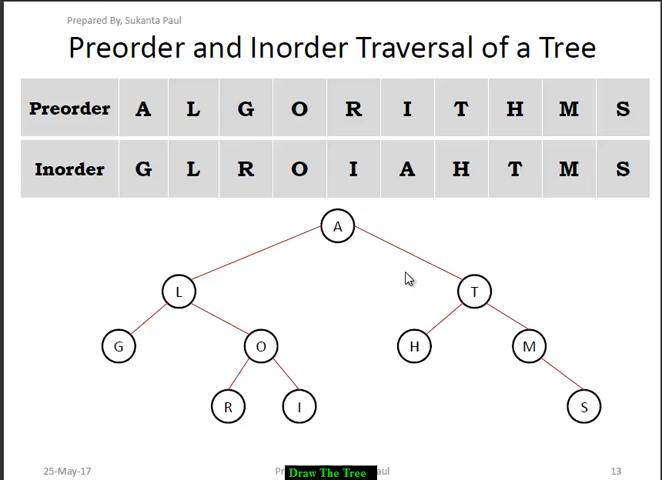 Prepared By, Sukanta Paul
Preorder and Inorder Traversal of a Tree
Preorder A L G O R I T H M S
Inorder G L R O I A H T M S
A
L T
G O H M
R I S
25-May-17 Draw The Tree aul 13